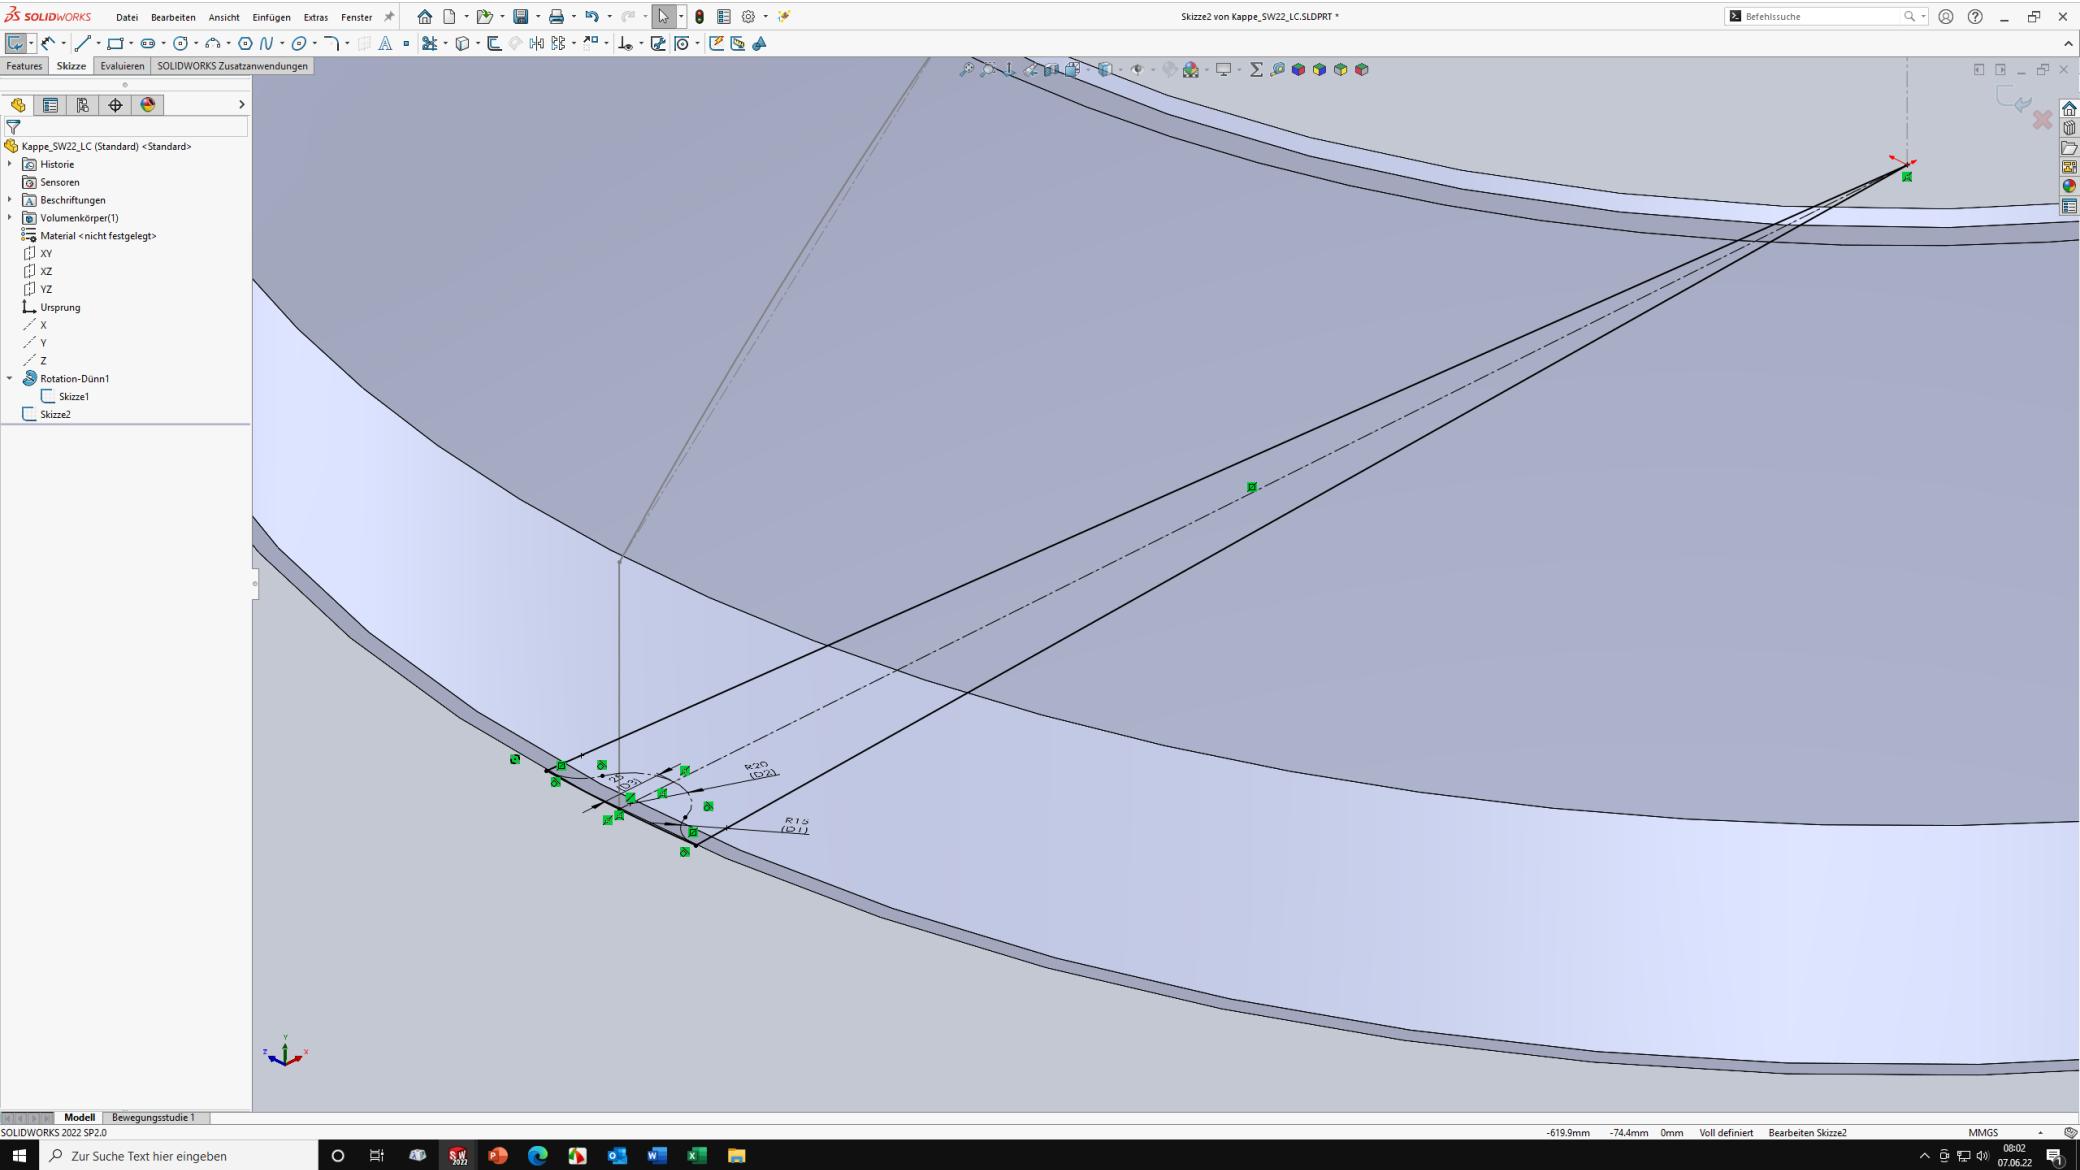 SOLIDWORKS
Datei Bearbeiten Ansicht Einfügen Extras Fenster
Skizze2 von Kappe_SW22_LC.SLDPRT *
Befehlssuche
Features Skizze Evaluieren SOLIDWORKS Zusatzanwendungen
Kappe_SW22_LC (Standard) <Standard>
Historie
Sensoren
Beschriftungen
Volumenkörper(1)
Material <nicht festgelegt>
XY
XZ
YZ
Ursprung
X
Y
Z
Rotation-Dünn1
Skizze1
Skizze2
R20
(D2)
(D3)
R15
(D1)
Y
Z
X
Modell Bewegungsstudie 1
SOLIDWORKS 2022 SP2.0
-619.9mm -74.4mm 0mm Voll definiert Bearbeiten Skizze2 MMGS
Zur Suche Text hier eingeben
08:02
07.06.22